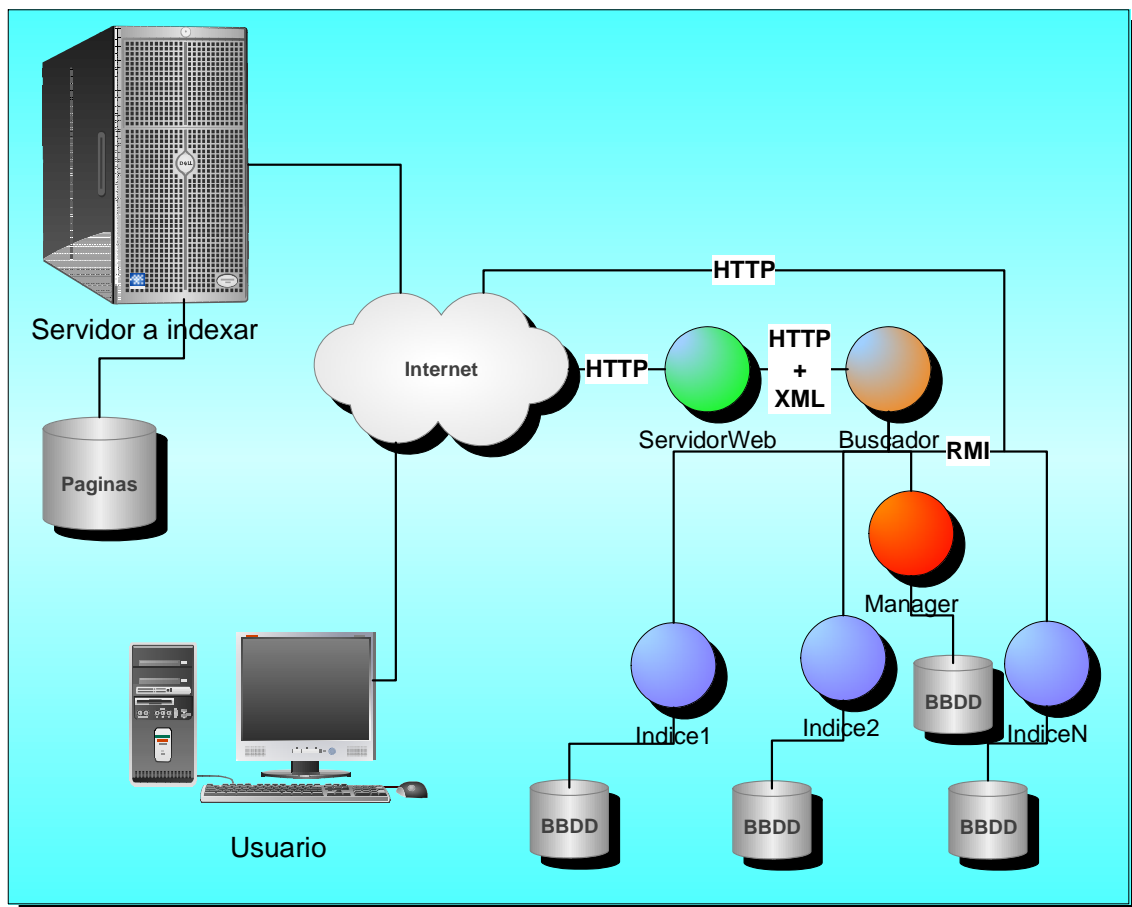 DELL
HTTP
Servidor a indexar
HTTP
+
XML
Internet
HTTP
ServidorWeb
Buscador
RMI
Paginas
Manager
BBDD
Indice1
Indice2
IndiceN
BBDD
BBDD
BBDD
Usuario